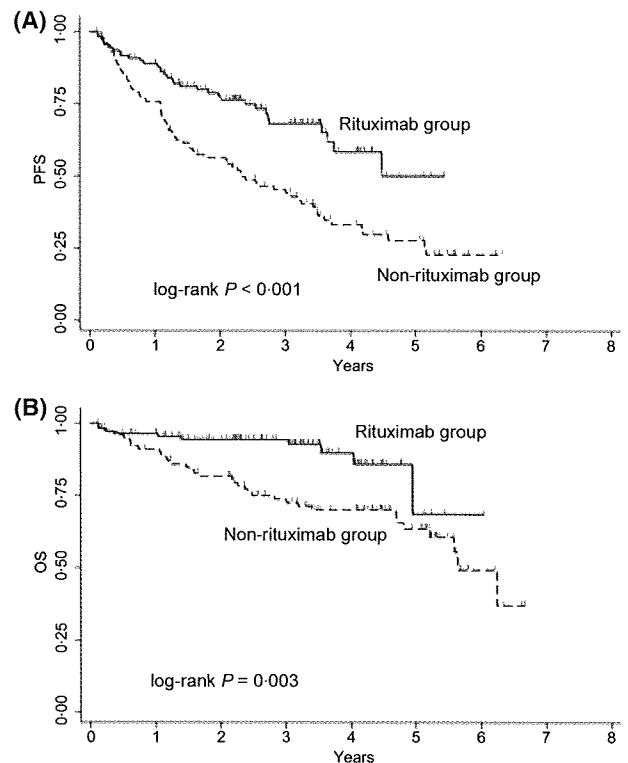 (A)
1·00
0·75
0·50
0·25
0·00
PFS
Rituximab group
Non-rituximab group
log-rank P < 0·001
0 1 2 3 4 5 6 7 8
Years
(B)
1·00
0·75
0·50
0·25
0·00
OS
Rituximab group
Non-rituximab group
log-rank P = 0·003
0 1 2 3 4 5 6 7 8
Years